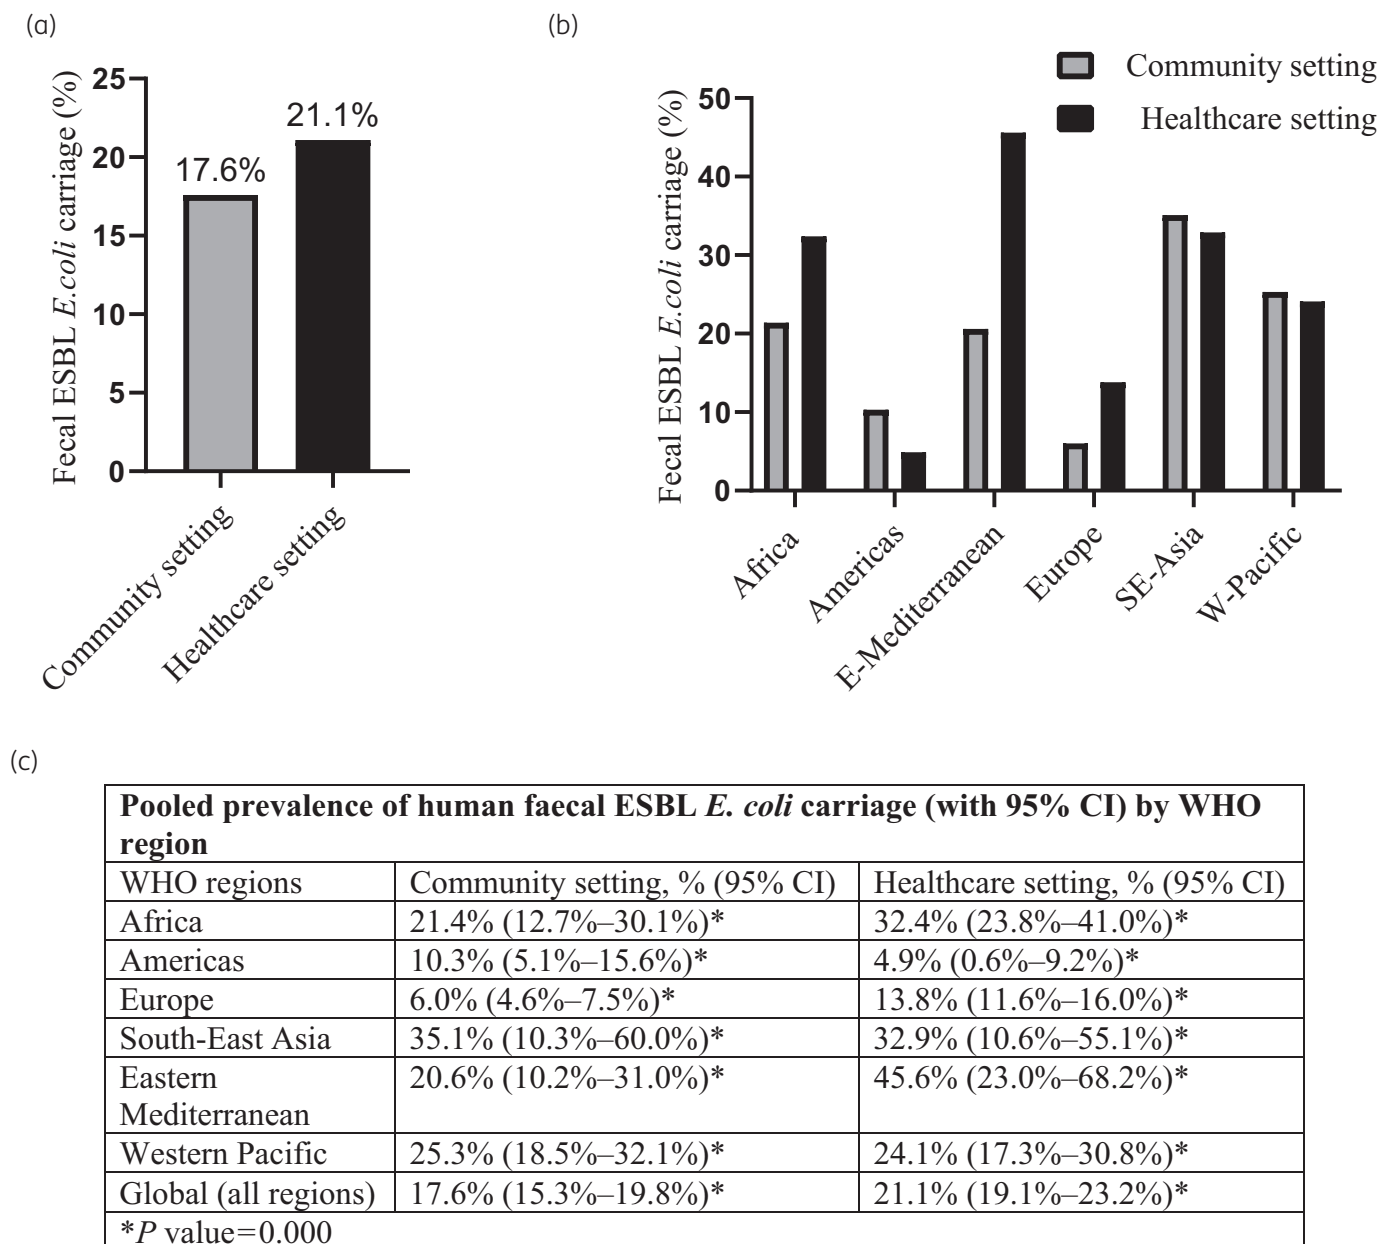 (a)
Fecal ESBL E.coli carriage (%)
25
20
15
10
5
0
17.6%
21.1%
Community setting
Healthcare setting
(b)
Community setting
Healthcare setting
Fecal ESBL E.coli carriage (%)
50
40
30
20
10
0
Africa
Americas
E-Mediterranean
Europe
SE-Asia
W-Pacific
(c)
Pooled prevalence of human faecal ESBL E. coli carriage (with 95% CI) by WHO
region
WHO regions Community setting, % (95% CI) Healthcare setting, % (95% CI)
Africa 21.4% (12.7%–30.1%)* 32.4% (23.8%–41.0%)*
Americas 10.3% (5.1%–15.6%)* 4.9% (0.6%–9.2%)*
Europe 6.0% (4.6%–7.5%)* 13.8% (11.6%–16.0%)*
South-East Asia 35.1% (10.3%–60.0%)* 32.9% (10.6%–55.1%)*
Eastern 20.6% (10.2%–31.0%)* 45.6% (23.0%–68.2%)*
Mediterranean
Western Pacific 25.3% (18.5%–32.1%)* 24.1% (17.3%–30.8%)*
Global (all regions) 17.6% (15.3%–19.8%)* 21.1% (19.1%–23.2%)*
*P value=0.000